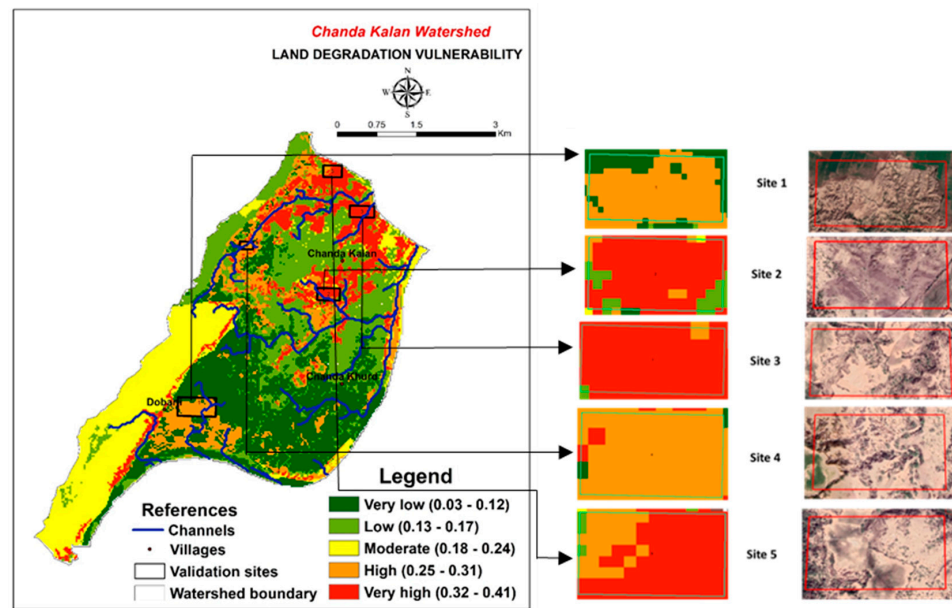 Chanda Kalan Watershed
LAND DEGRADATION VULNERABILITY
N
W
E
S
0 0.75 1.5 3
Km
Chanda Kalan
Chanda Khurd
Legend
Very low (0.03 - 0.12)
Low (0.13 - 0.17)
Moderate (0.18 - 0.24)
High (0.25 - 0.31)
Very high (0.32 - 0.41)
References
Channels
Villages
Validation sites
Watershed boundary
Site 1
Site 2
Site 3
Site 4
Site 5